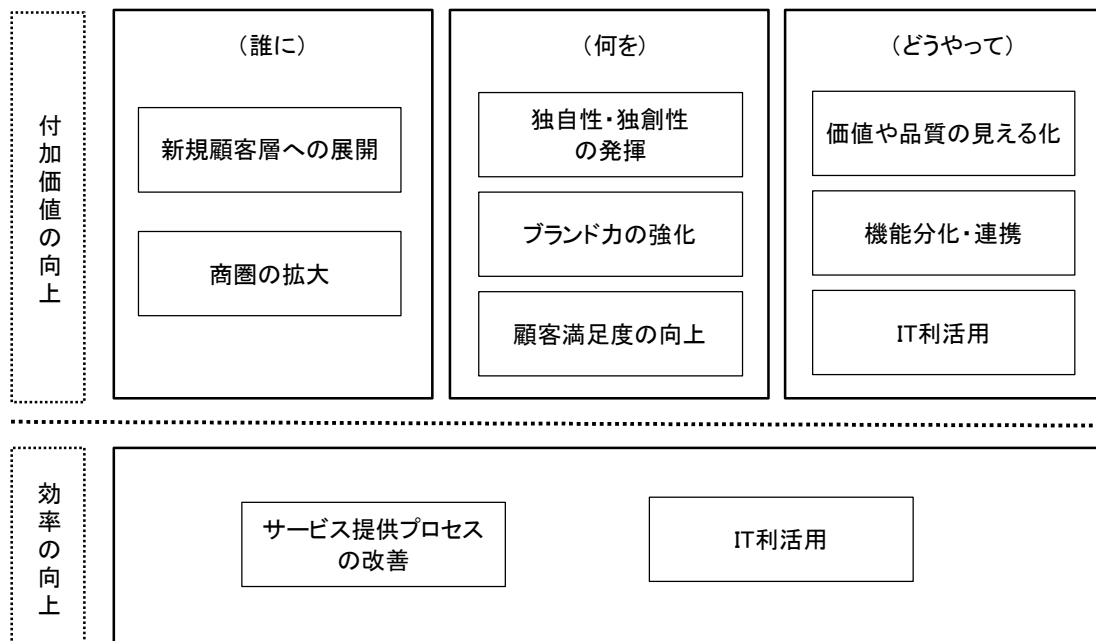 付加価値の向上
(誰に)
新規顧客層への展開
商圏の拡大
(何を)
独自性・独創性
の発揮
ブランド力の強化
顧客満足度の向上
(どうやって)
価値や品質の見える化
機能分化・連携
IT利活用
効率の向上
サービス提供プロセス
の改善
IT利活用